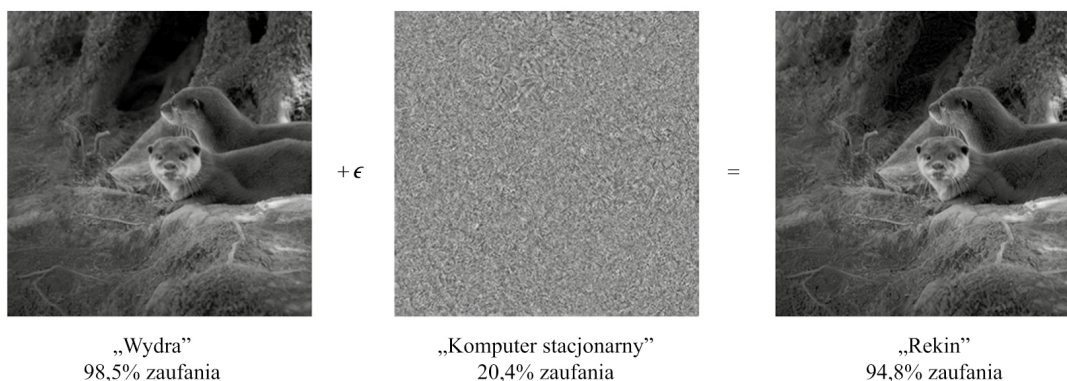 + ϵ
=
„Wydra”
98,5% zaufania
„Komputer stacjonarny”
20,4% zaufania
„Rekin”
94,8% zaufania